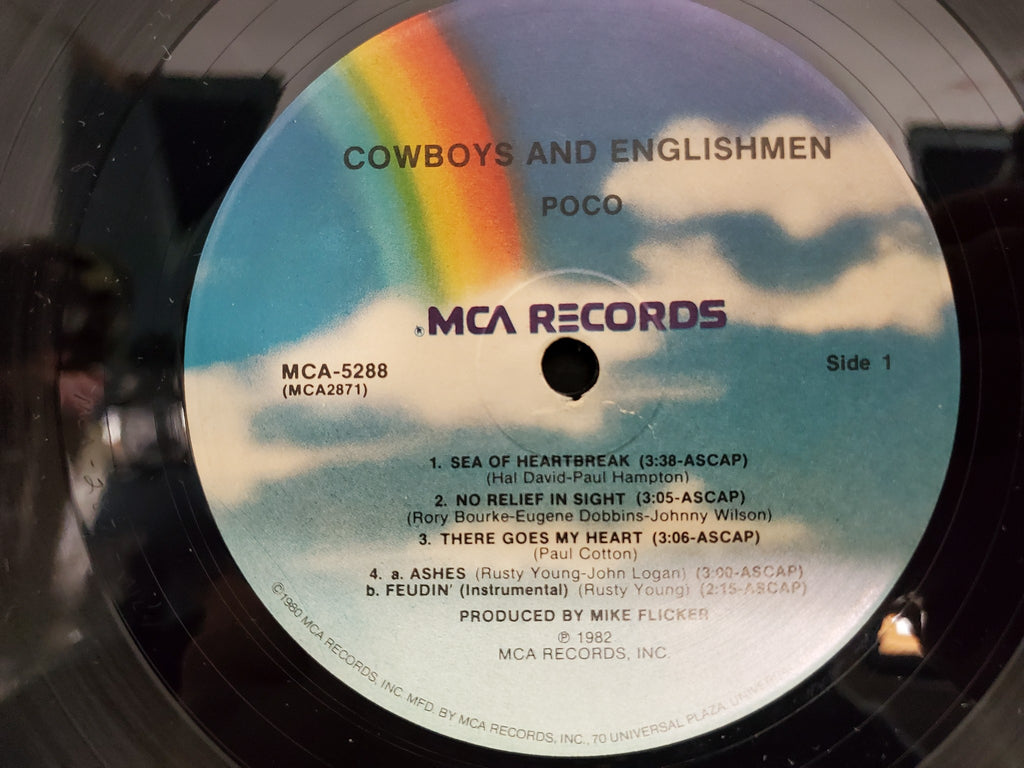 COWBOYS AND ENGLISHMEN
POCO
®MCA RECORDS
MCA-5288
(MCA2871)
Side 1
1. SEA OF HEARTBREAK (3:38-ASCAP)
(Hal David-Paul Hampton)
2. NO RELIEF IN SIGHT (3:05-ASCAP)
(Rory Bourke-Eugene Dobbins-Johnny Wilson)
3. THERE GOES MY HEART (3:06-ASCAP)
(Paul Cotton)
4. a. ASHES (Rusty Young-John Logan) (3:00-ASCAP)
b. FEUDIN' (Instrumental) (Rusty Young) (2:15-ASCAP)
PRODUCED BY MIKE FLICKER
℗ 1982
MCA RECORDS, INC.
©1980 MCA RECORDS, INC. MFD. BY MCA RECORDS, INC., 70 UNIVERSAL PLAZA,